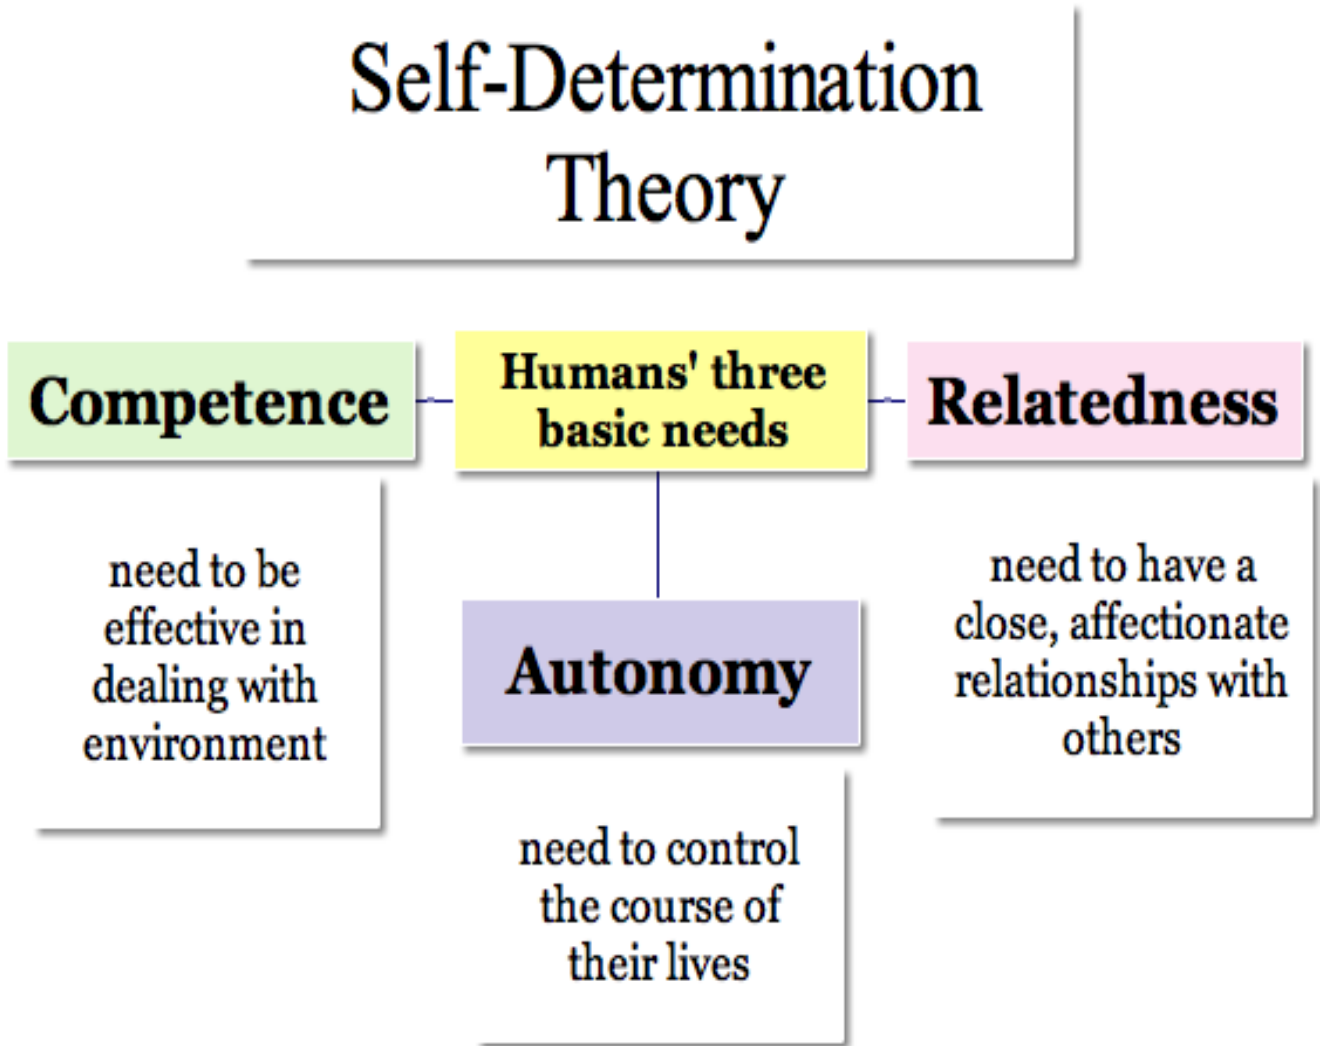 Self-Determination
Theory
Competence
Humans' three
basic needs
Relatedness
need to be
effective in
dealing with
environment
Autonomy
need to control
the course of
their lives
need to have a
close, affectionate
relationships with
others